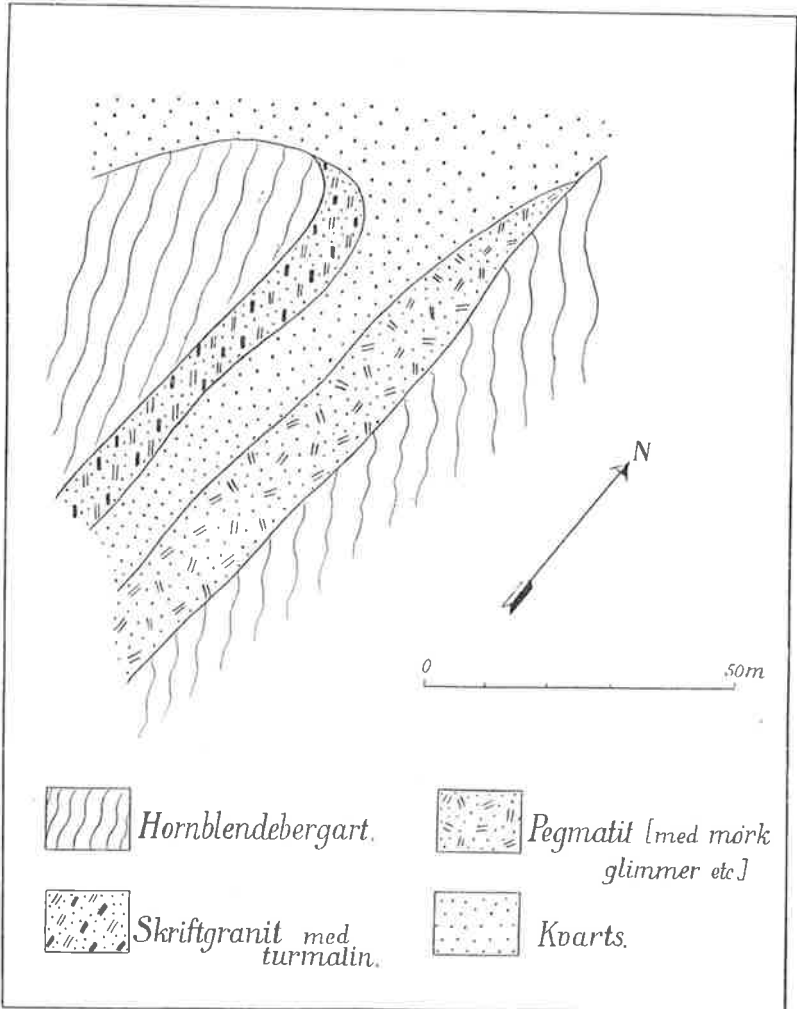 N
0 50m
Hornblendebergart.
Pegmatit [med mörk
glimmer etc]
Skriftgranit med
turmalin.
Kvarts.